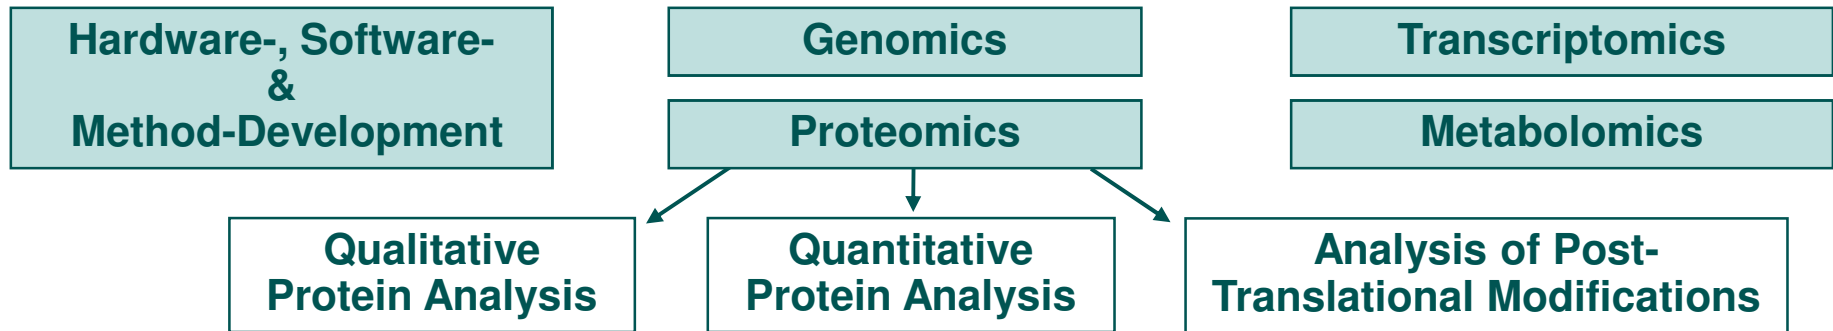 Hardware-, Software-
&
Method-Development
Genomics
Transcriptomics
Proteomics
Metabolomics
Qualitative
Protein Analysis
Quantitative
Protein Analysis
Analysis of Post-
Translational Modifications